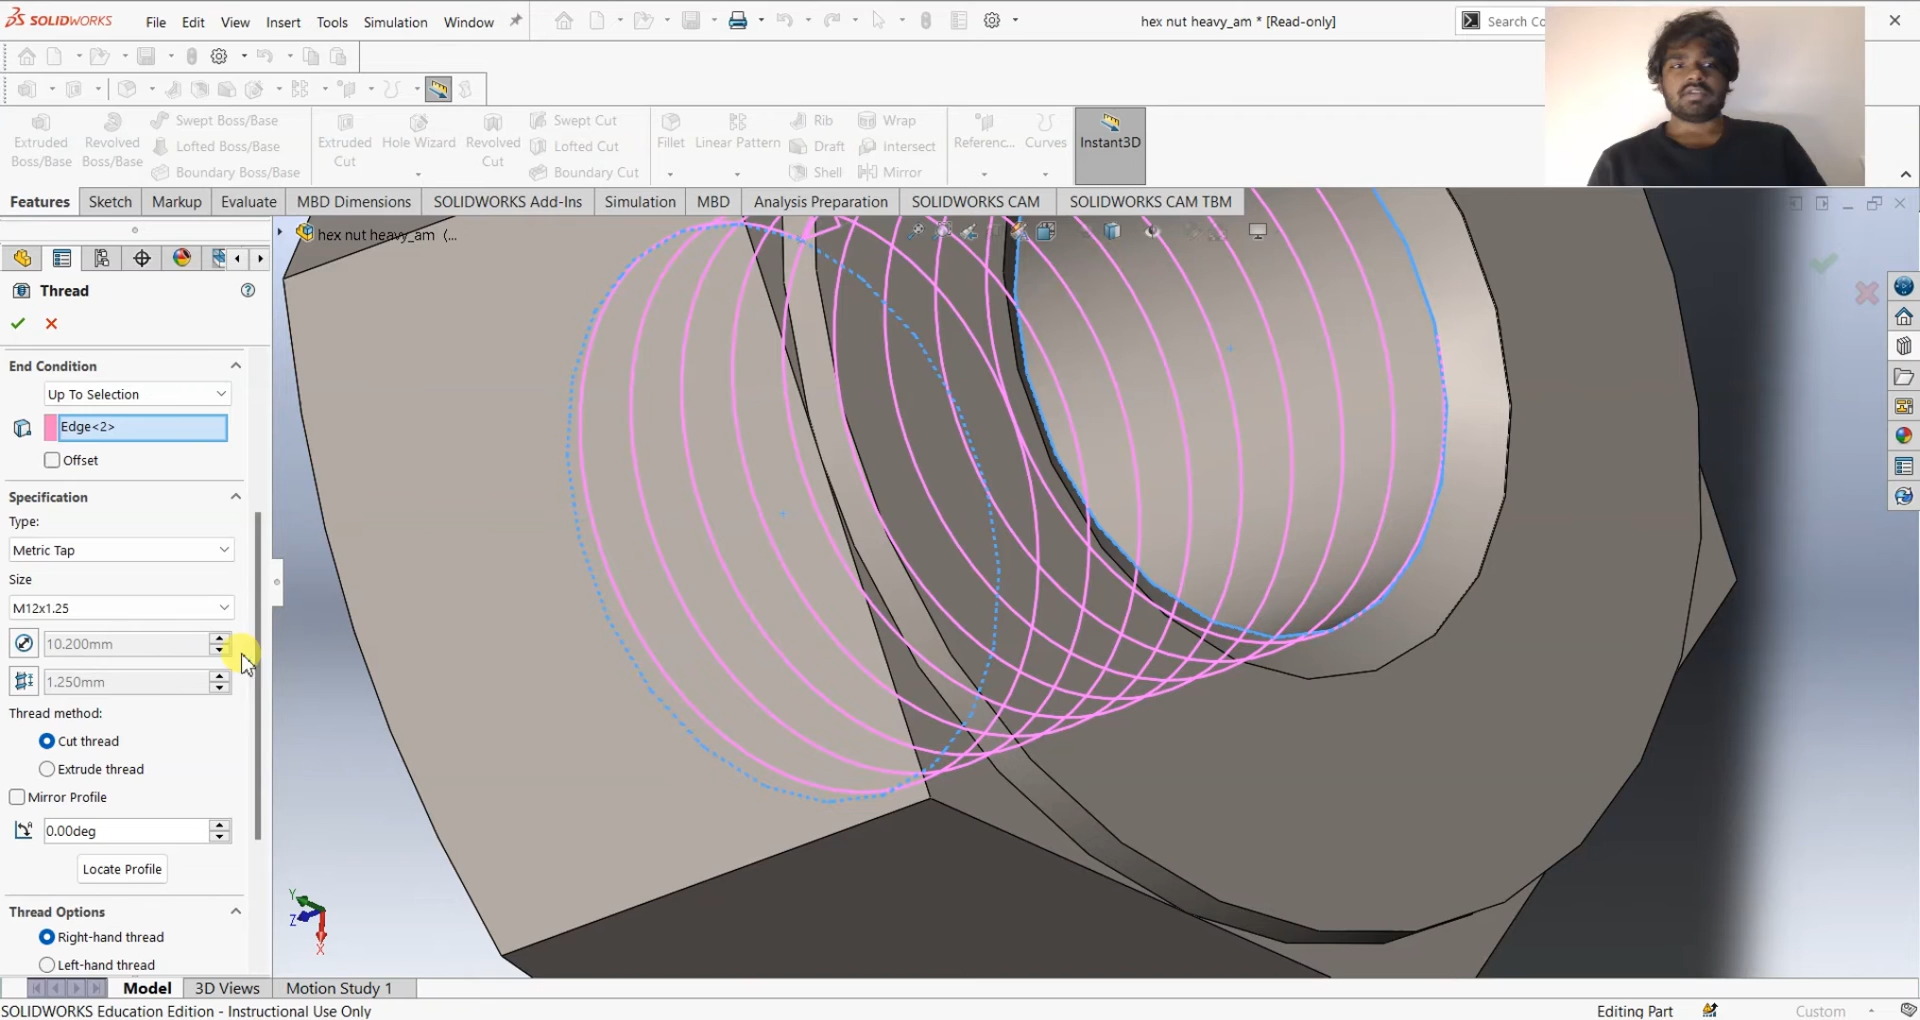 SOLIDWORKS File Edit View Insert Tools Simulation Window hex nut heavy_am * [Read-only] Search Co
Extruded Boss/Base
Revolved Boss/Base
Swept Boss/Base
Lofted Boss/Base
Boundary Boss/Base
Extruded Cut
Hole Wizard
Revolved Cut
Swept Cut
Lofted Cut
Boundary Cut
Fillet
Linear Pattern
Rib
Draft
Shell
Wrap
Intersect
Mirror
Referenc...
Curves
Instant3D
Features Sketch Markup Evaluate MBD Dimensions SOLIDWORKS Add-Ins Simulation MBD Analysis Preparation SOLIDWORKS CAM SOLIDWORKS CAM TBM
hex nut heavy_am (...
Thread
End Condition
Up To Selection
Edge<2>
Offset
Specification
Type:
Metric Tap
Size
M12x1.25
10.200mm
1.250mm
Thread method:
Cut thread
Extrude thread
Mirror Profile
0.00deg
Locate Profile
Thread Options
Right-hand thread
Left-hand thread
Y
Z
X
Model 3D Views Motion Study 1
SOLIDWORKS Education Edition - Instructional Use Only Editing Part Custom